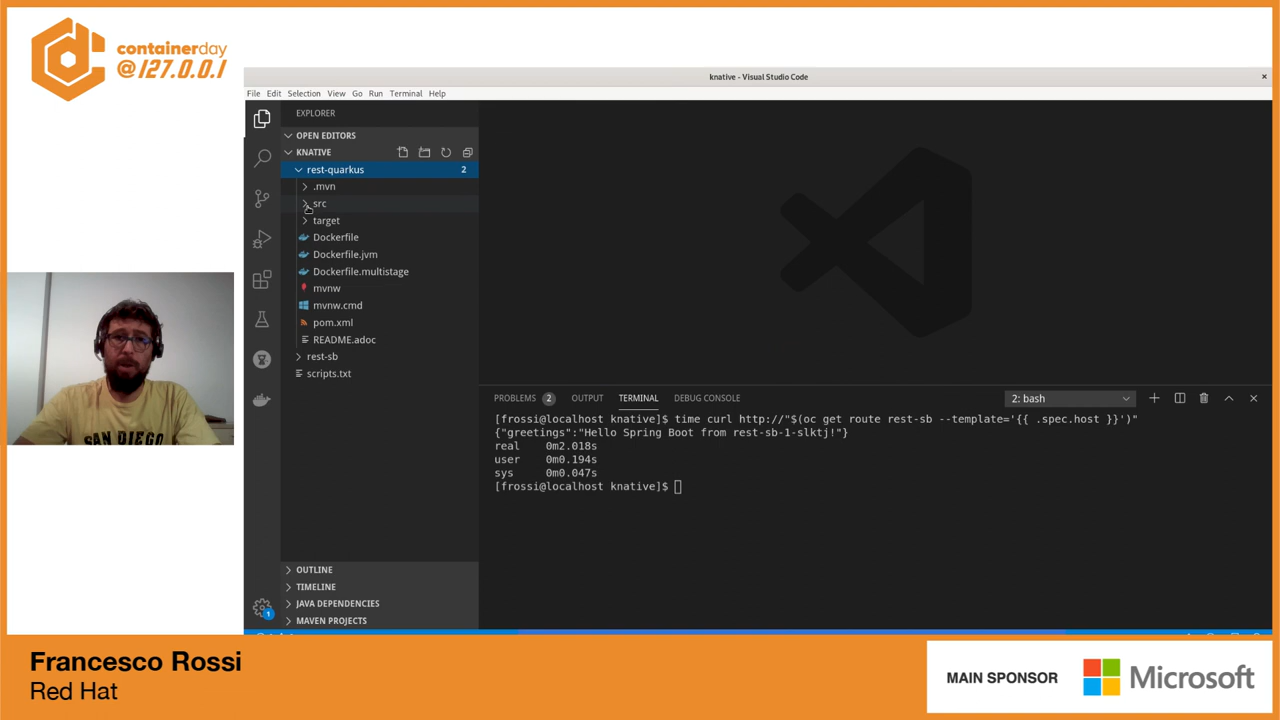 containerday
@127.0.0.1
knative - Visual Studio Code
File Edit Selection View Go Run Terminal Help
EXPLORER
OPEN EDITORS
KNATIVE
rest-quarkus 2
.mvn
src
target
Dockerfile
Dockerfile.jvm
Dockerfile.multistage
mvnw
mvnw.cmd
pom.xml
README.adoc
rest-sb
scripts.txt
OUTLINE
TIMELINE
JAVA DEPENDENCIES
MAVEN PROJECTS
1
PROBLEMS 2 OUTPUT TERMINAL DEBUG CONSOLE 2: bash
[frossi@localhost knative]$ time curl http://"$(oc get route rest-sb --template='{{ .spec.host }}')"
{"greetings":"Hello Spring Boot from rest-sb-1-slktj!"}
real 0m2.018s
user 0m0.194s
sys 0m0.047s
[frossi@localhost knative]$
SAN DIEGO
Francesco Rossi
Red Hat
MAIN SPONSOR Microsoft